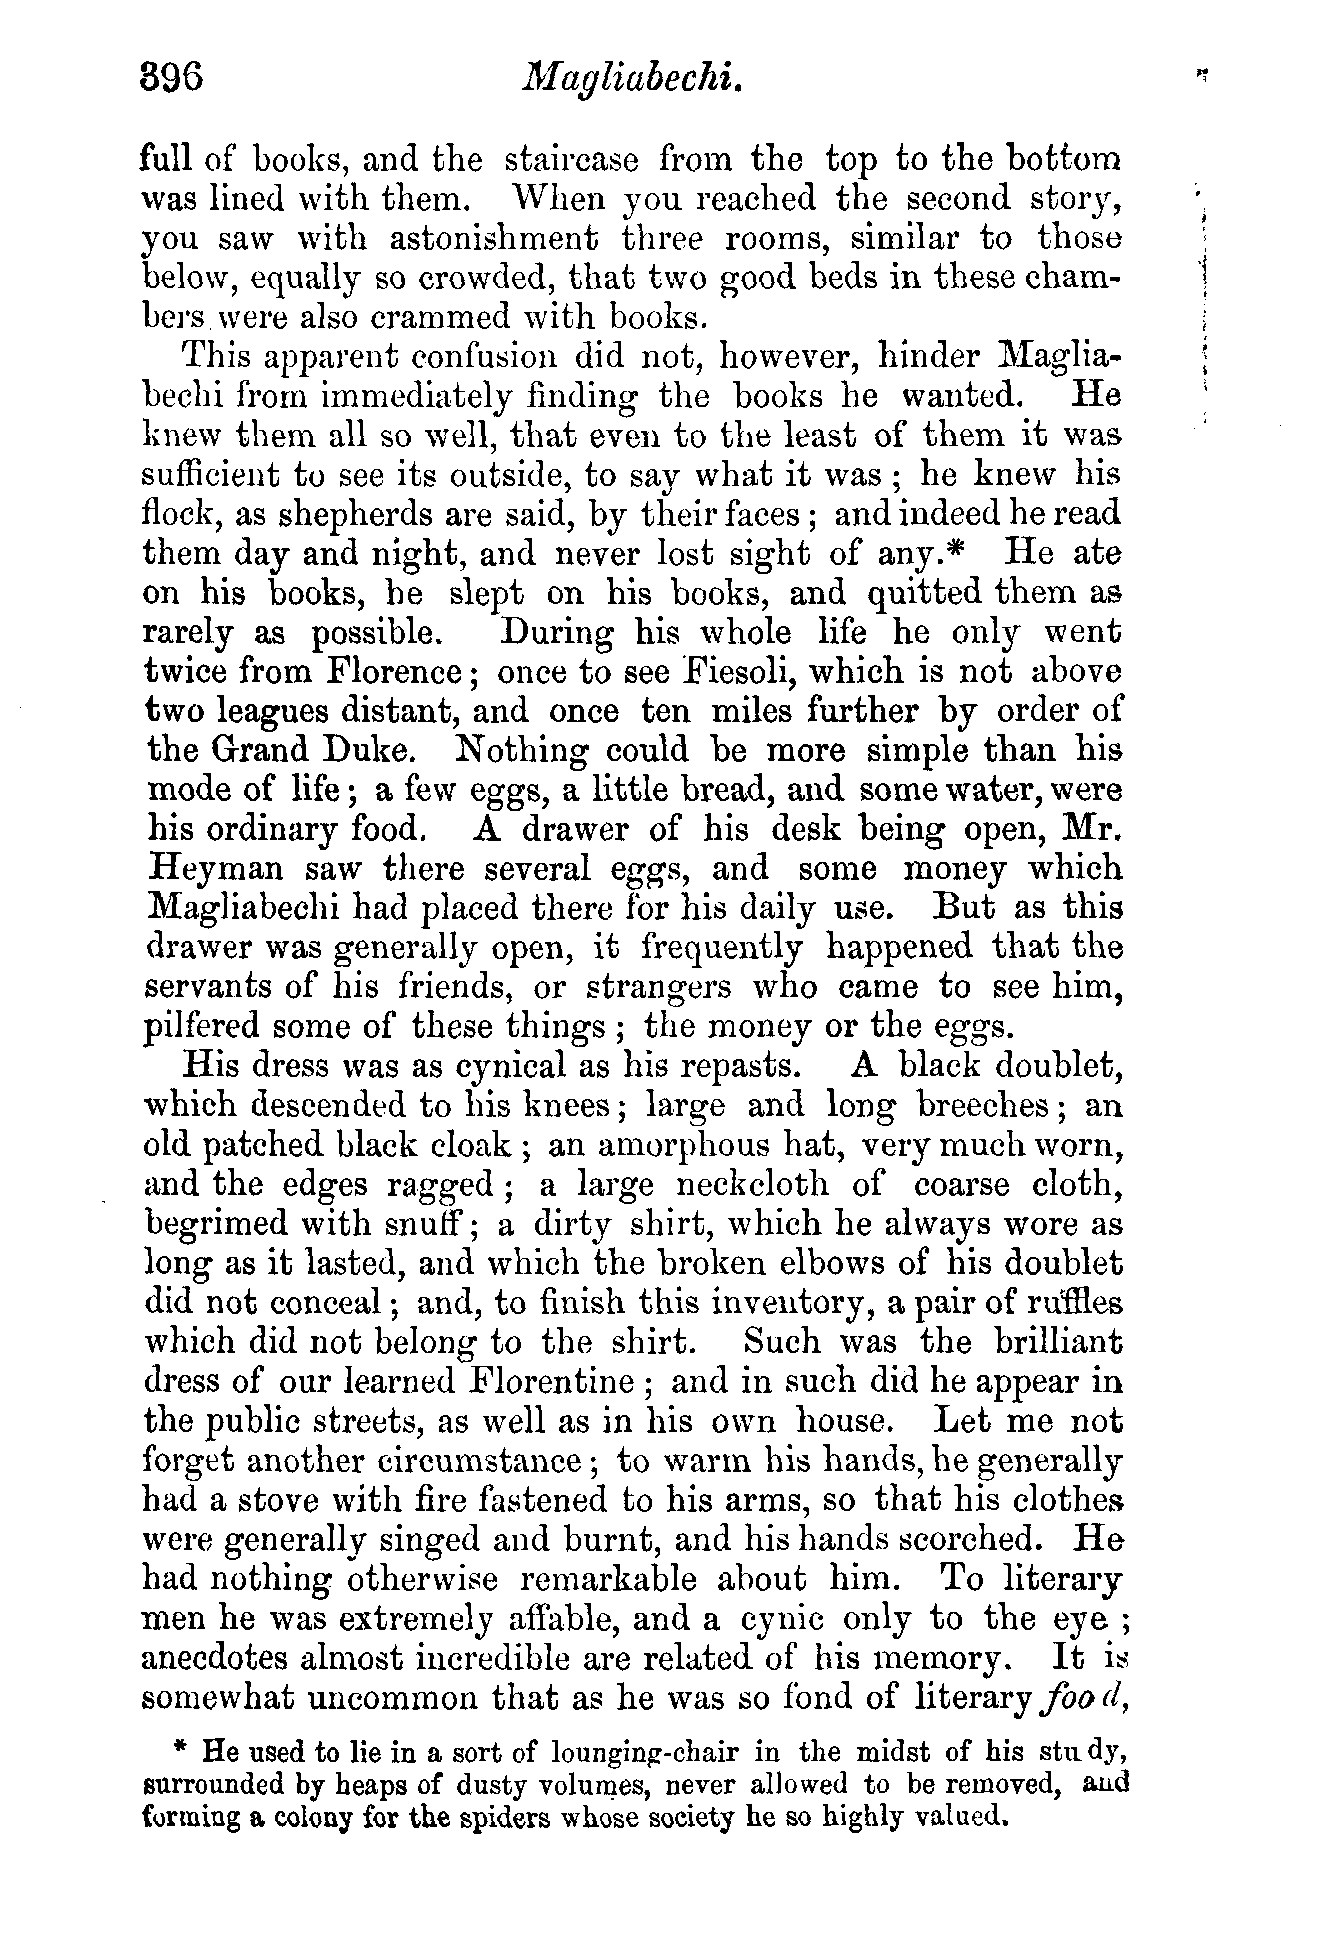 396 Magliabechi.
full of books, and the staircase from the top to the bottom
was lined with them. When you reached the second story,
you saw with astonishment three rooms, similar to those
below, equally so crowded, that two good beds in these cham-
bers were also crammed with books.
This apparent confusion did not, however, hinder Maglia-
bechi from immediately finding the books he wanted. He
knew them all so well, that even to the least of them it was
sufficient to see its outside, to say what it was ; he knew his
flock, as shepherds are said, by their faces ; and indeed he read
them day and night, and never lost sight of any.* He ate
on his books, he slept on his books, and quitted them as
rarely as possible. During his whole life he only went
twice from Florence ; once to see Fiesoli, which is not above
two leagues distant, and once ten miles further by order of
the Grand Duke. Nothing could be more simple than his
mode of life ; a few eggs, a little bread, and some water, were
his ordinary food. A drawer of his desk being open, Mr.
Heyman saw there several eggs, and some money which
Magliabechi had placed there for his daily use. But as this
drawer was generally open, it frequently happened that the
servants of his friends, or strangers who came to see him,
pilfered some of these things ; the money or the eggs.
His dress was as cynical as his repasts. A black doublet,
which descended to his knees ; large and long breeches ; an
old patched black cloak ; an amorphous hat, very much worn,
and the edges ragged ; a large neckcloth of coarse cloth,
begrimed with snuff ; a dirty shirt, which he always wore as
long as it lasted, and which the broken elbows of his doublet
did not conceal ; and, to finish this inventory, a pair of ruffles
which did not belong to the shirt. Such was the brilliant
dress of our learned Florentine ; and in such did he appear in
the public streets, as well as in his own house. Let me not
forget another circumstance ; to warm his hands, he generally
had a stove with fire fastened to his arms, so that his clothes
were generally singed and burnt, and his hands scorched. He
had nothing otherwise remarkable about him. To literary
men he was extremely affable, and a cynic only to the eye ;
anecdotes almost incredible are related of his memory. It is
somewhat uncommon that as he was so fond of literary food,
* He used to lie in a sort of lounging-chair in the midst of his study,
surrounded by heaps of dusty volumes, never allowed to be removed, and
forming a colony for the spiders whose society he so highly valued.